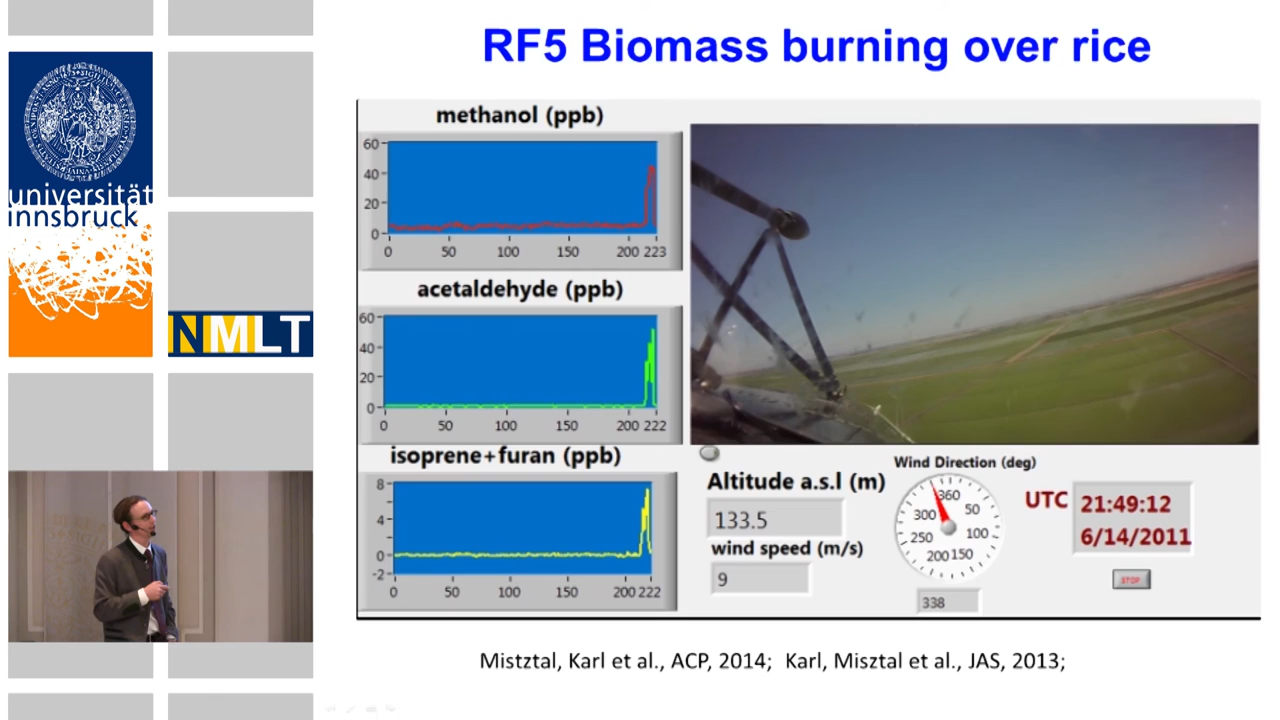 RF5 Biomass burning over rice
universität
innsbruck
NMLT
methanol (ppb)
60
40
20
0
0 50 100 150 200 223
acetaldehyde (ppb)
60
40
20
0
0 50 100 150 200 222
isoprene+furan (ppb)
8
4
0
-2
0 50 100 150 200 222
Altitude a.s.l (m)
133.5
wind speed (m/s)
9
Wind Direction (deg)
360
50
100
150
200
250
300
338
UTC 21:49:12
6/14/2011
STOP
Mistztal, Karl et al., ACP, 2014; Karl, Misztal et al., JAS, 2013;